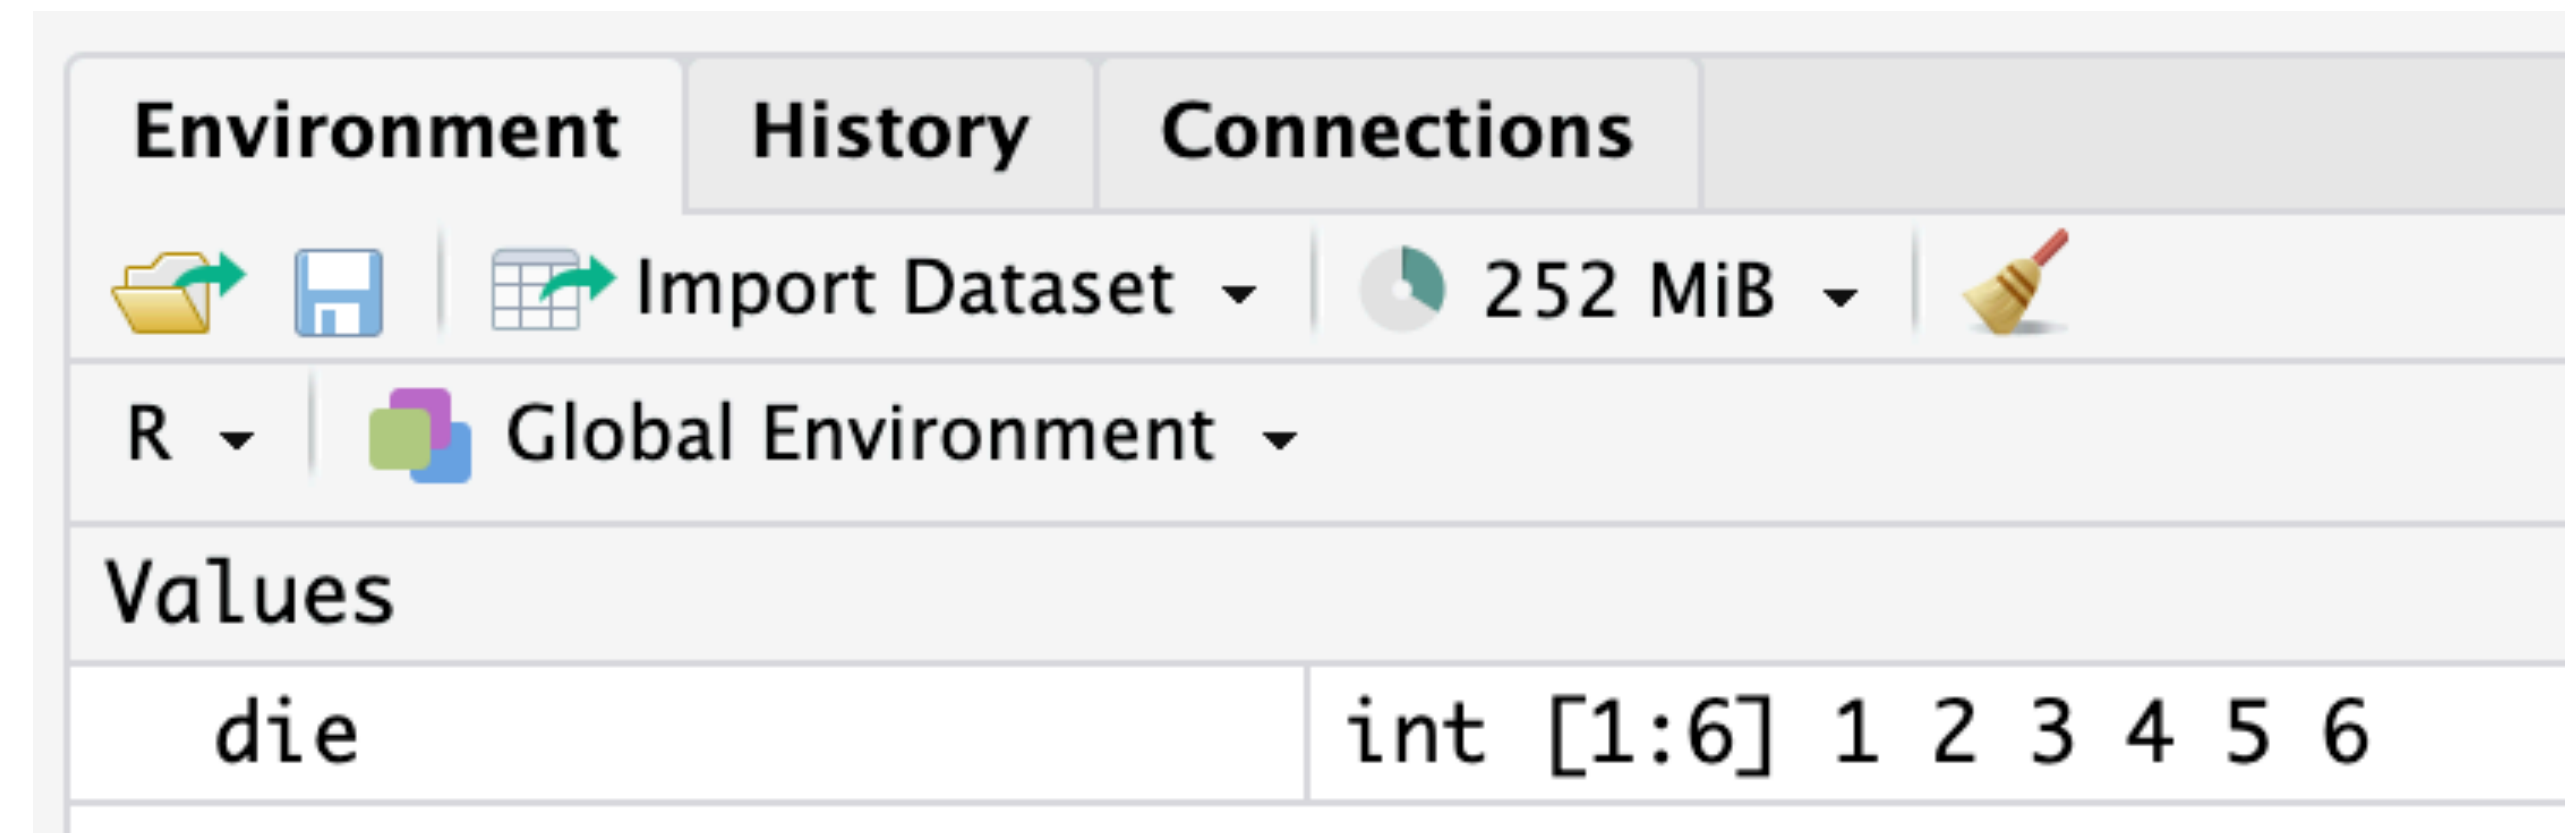 Environment History Connections
Import Dataset 252 MiB
R Global Environment
Values
die int [1:6] 1 2 3 4 5 6